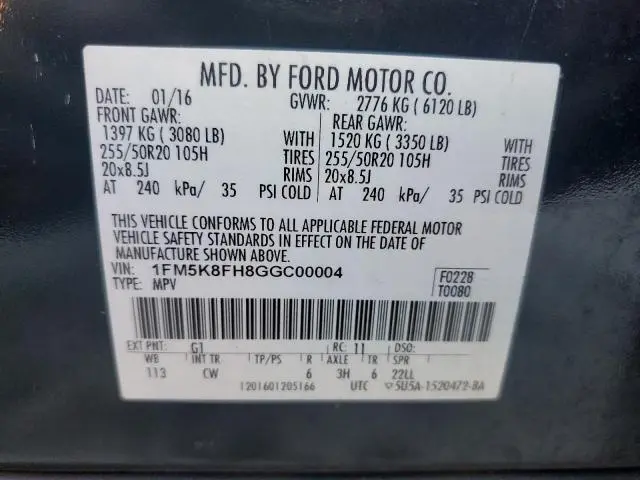 MFD. BY FORD MOTOR CO.
DATE: 01/16 GVWR: 2776 KG ( 6120 LB)
FRONT GAWR: REAR GAWR:
1397 KG ( 3080 LB) WITH 1520 KG ( 3350 LB) WITH
255/50R20 105H TIRES 255/50R20 105H TIRES
20x8.5J RIMS 20x8.5J RIMS
AT 240 kPa/ 35 PSI COLD AT 240 kPa/ 35 PSI COLD
THIS VEHICLE CONFORMS TO ALL APPLICABLE FEDERAL MOTOR
VEHICLE SAFETY STANDARDS IN EFFECT ON THE DATE OF
MANUFACTURE SHOWN ABOVE.
VIN: 1FM5K8FH8GGC00004 F0228
TYPE: MPV T0080
EXT PNT: G1 RC: 11 DSO:
WB INT TR TP/PS R AXLE TR SPR
113 CW 6 3H 6 22LL
1201601205166 UTC ▽5U5A-1520472-BA